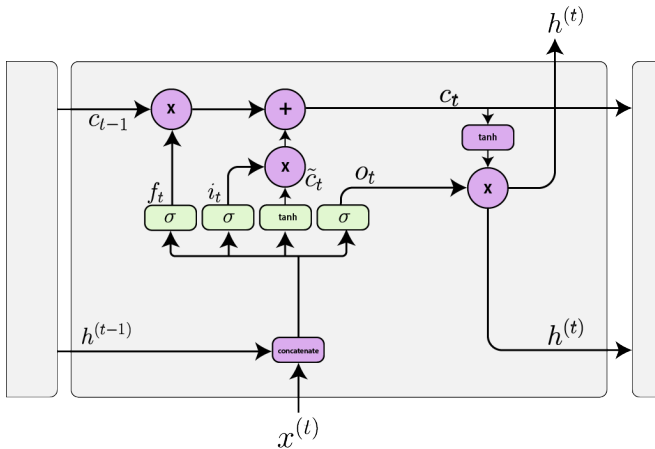 h^(t)
c_{t-1} x + c_t
tanh
x c̃_t o_t x
f_t i_t
σ σ tanh σ
h^(t-1) h^(t)
concatenate
x^(t)